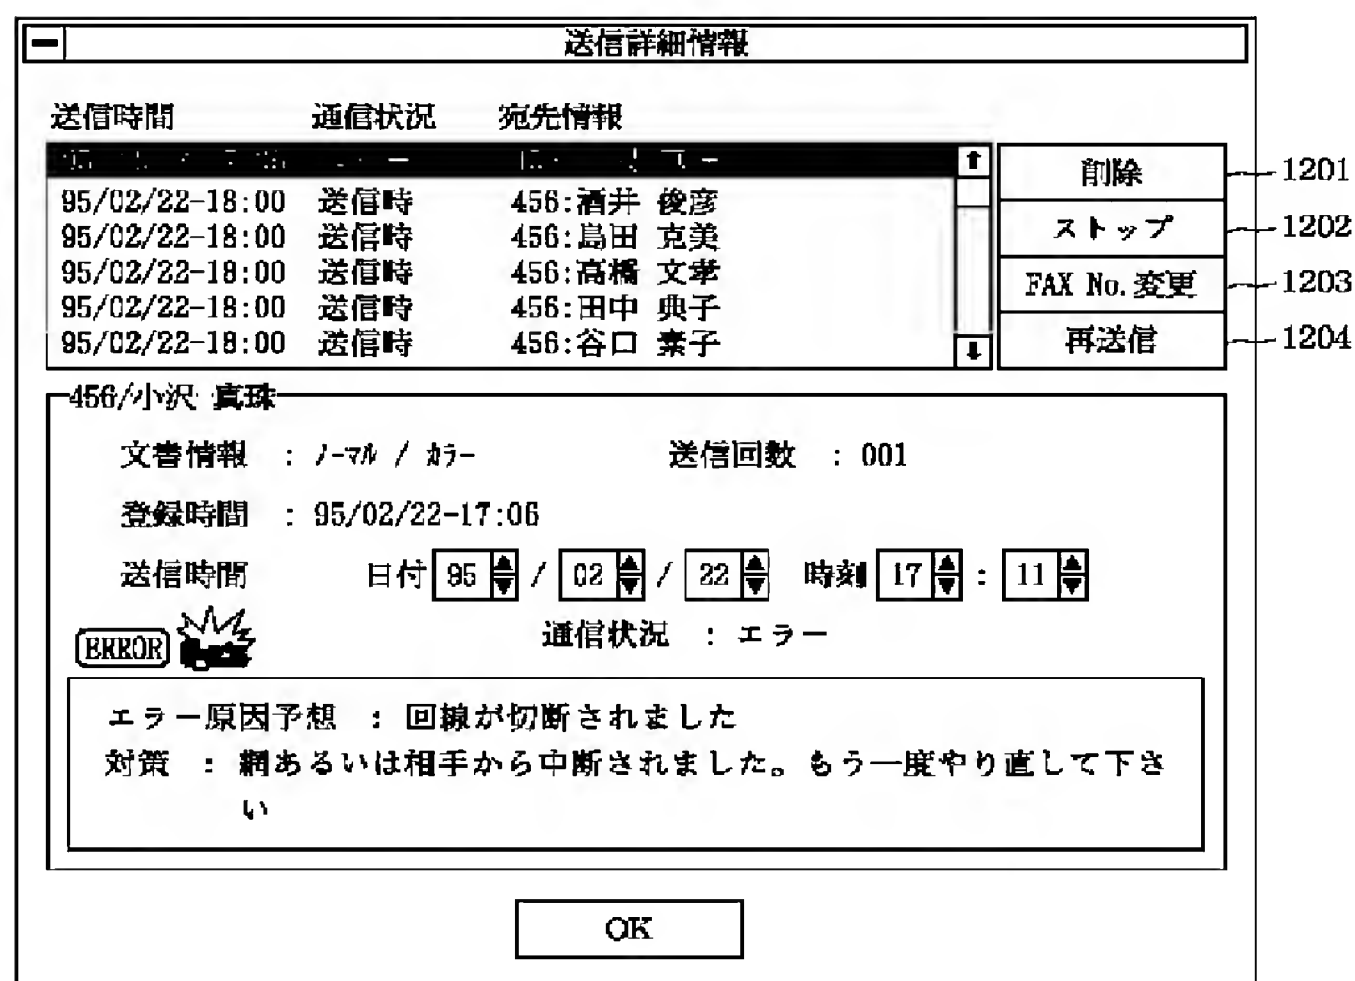 送信詳細情報
送信時間 通信状況 宛先情報
95/02/22-18:00 送信時 456:酒井 俊彦
95/02/22-18:00 送信時 456:島田 克美
95/02/22-18:00 送信時 456:高橋 文孝
95/02/22-18:00 送信時 456:田中 典子
95/02/22-18:00 送信時 456:谷口 素子
削除 1201
ストップ 1202
FAX No.変更 1203
再送信 1204
456/小沢 真珠
文書情報 : ノーマル / カラー 送信回数 : 001
登録時間 : 95/02/22-17:06
送信時間 日付 95 / 02 / 22 時刻 17 : 11
ERROR 通信状況 : エラー
エラー原因予想 : 回線が切断されました
対策 : 網あるいは相手から中断されました。もう一度やり直して下さ
い
OK